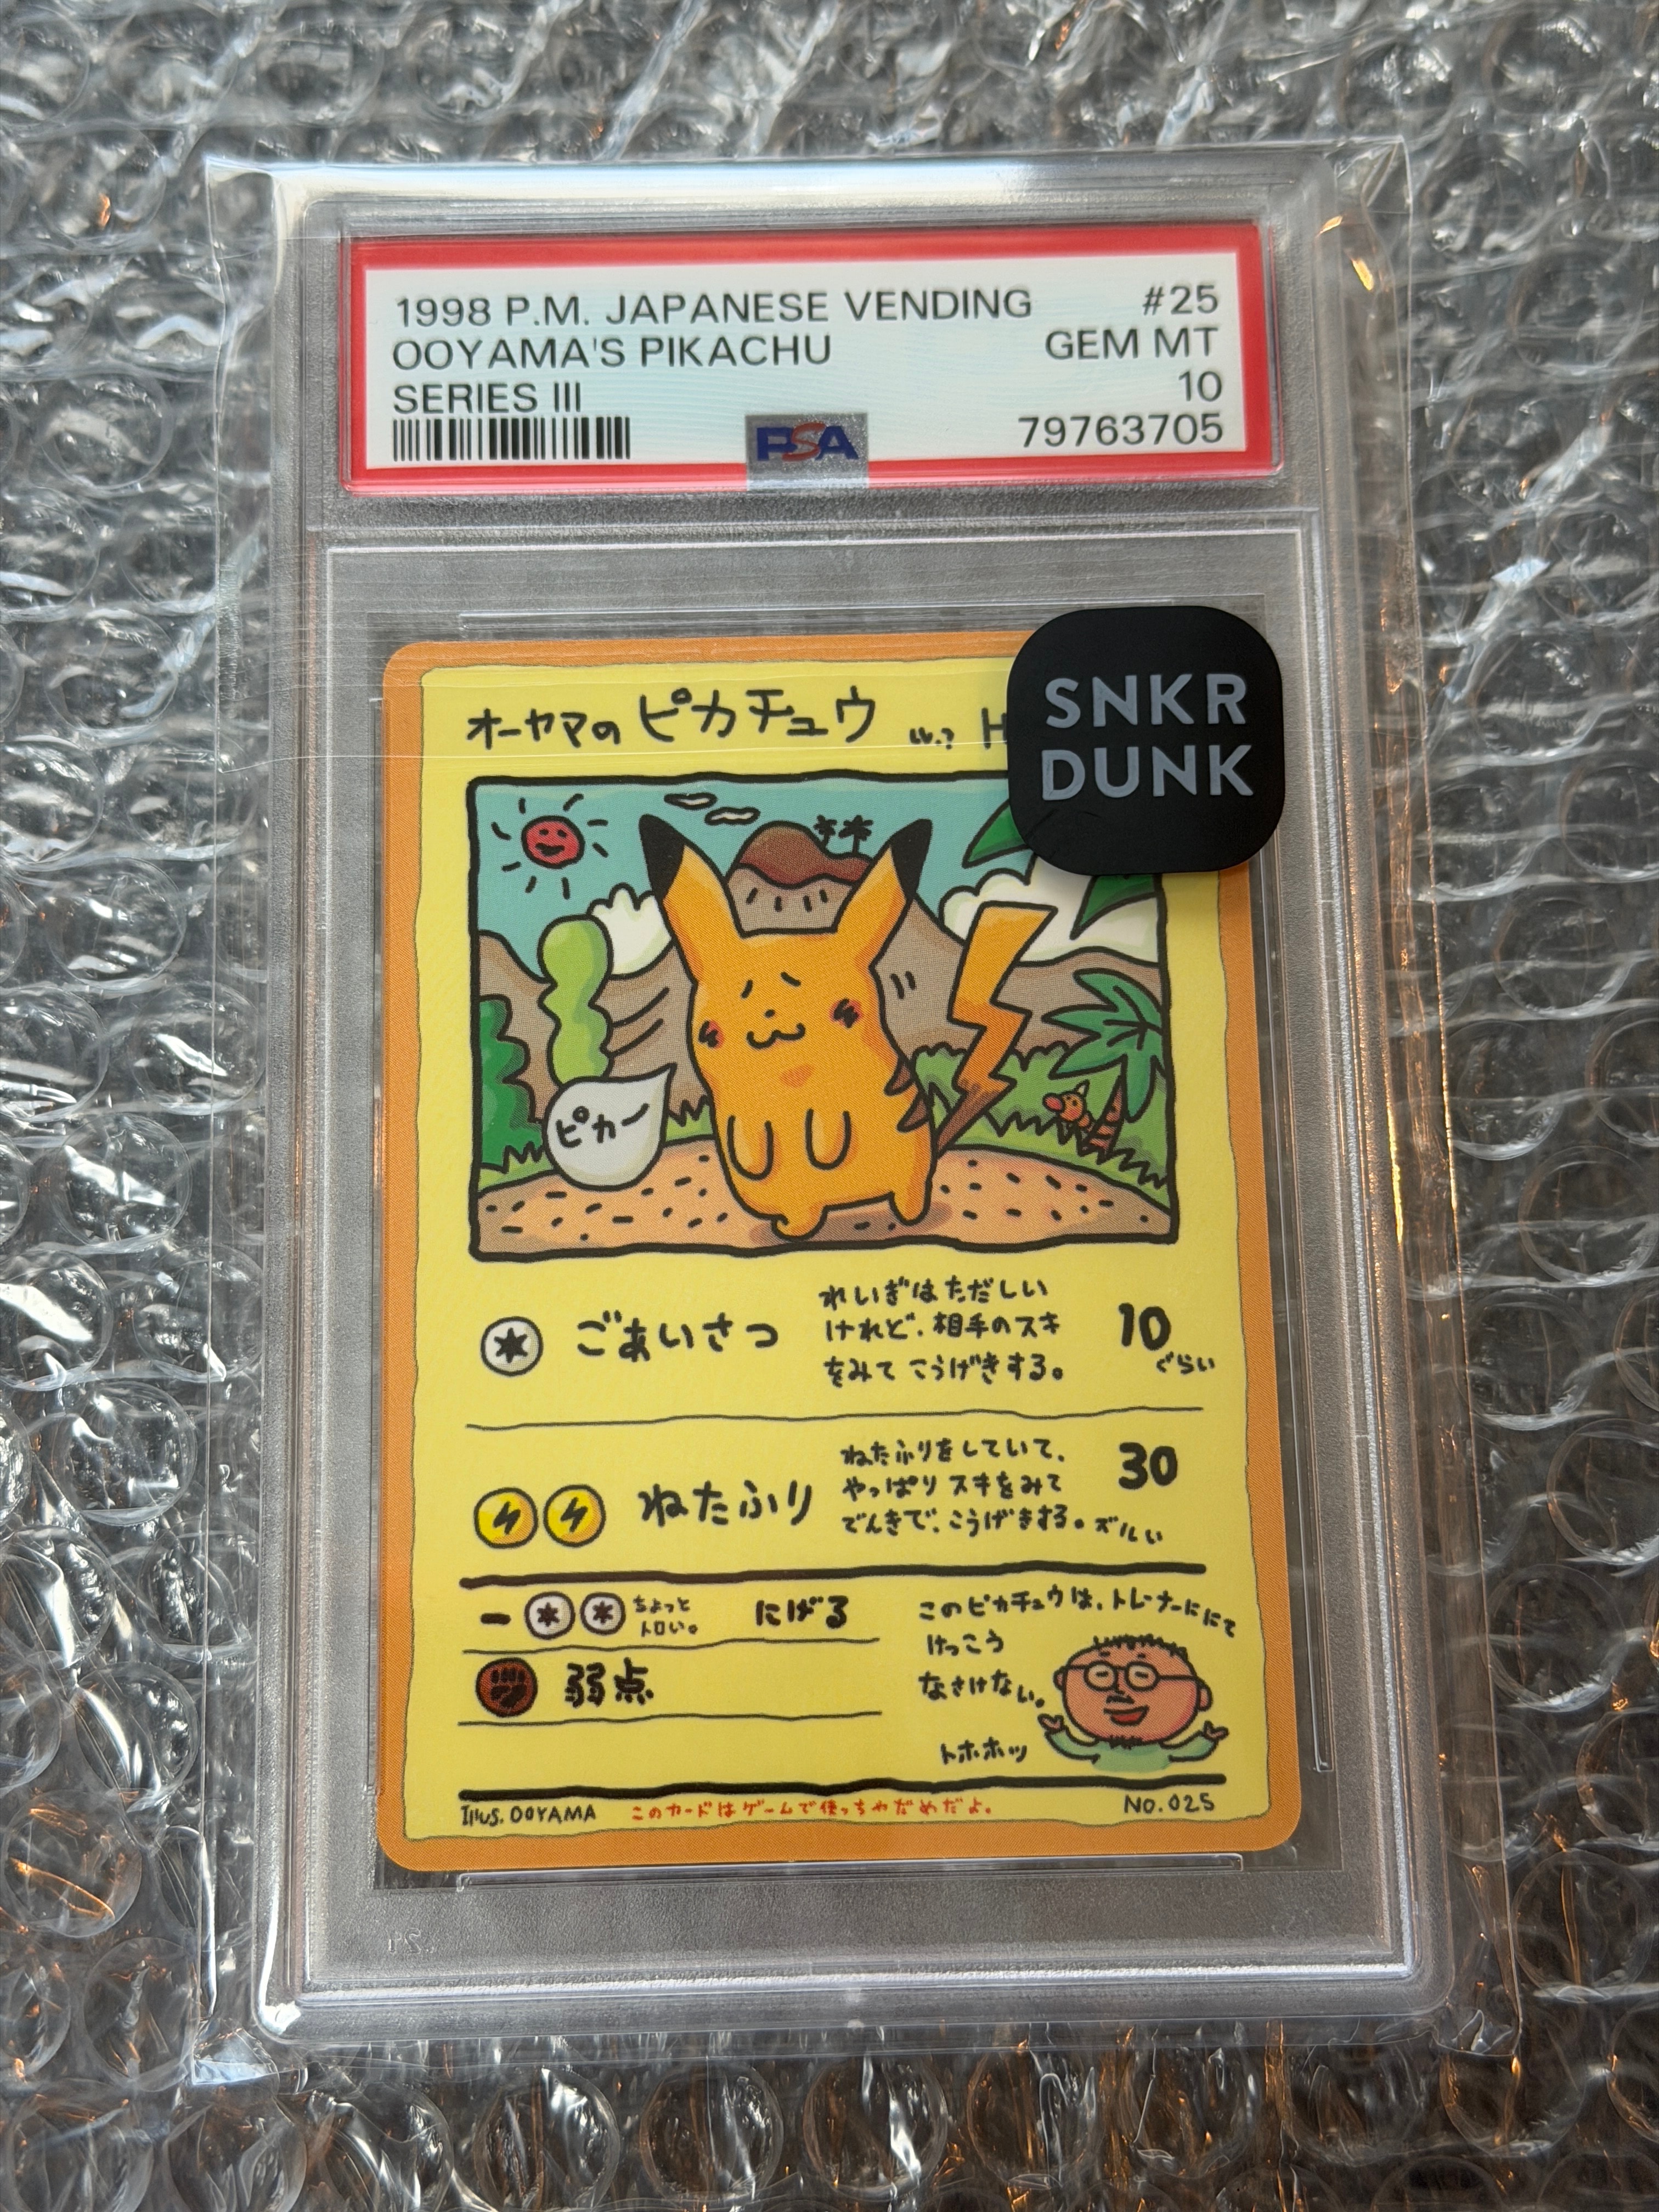 1998 P.M. JAPANESE VENDING #25
OOYAMA'S PIKACHU GEM MT
SERIES III 10
79763705
PSA
SNKR
DUNK
オーヤマの ピカチュウ Lv.? H
ピカー
ごあいさつ
れいぎはただしい
けれど、相手のスキ
をみて こうげきする。
10
ぐらい
ねたふり
ねたふりをしていて、
やっぱり スキをみて
でんきで、こうげきする。ズルい
30
ちょっと
トロい。
にげる
弱点
このピカチュウは、トレーナーににて
けっこう
なさけない。
トホホッ
Illus. OOYAMA このカードはゲームで使っちゃだめだよ。 NO.025